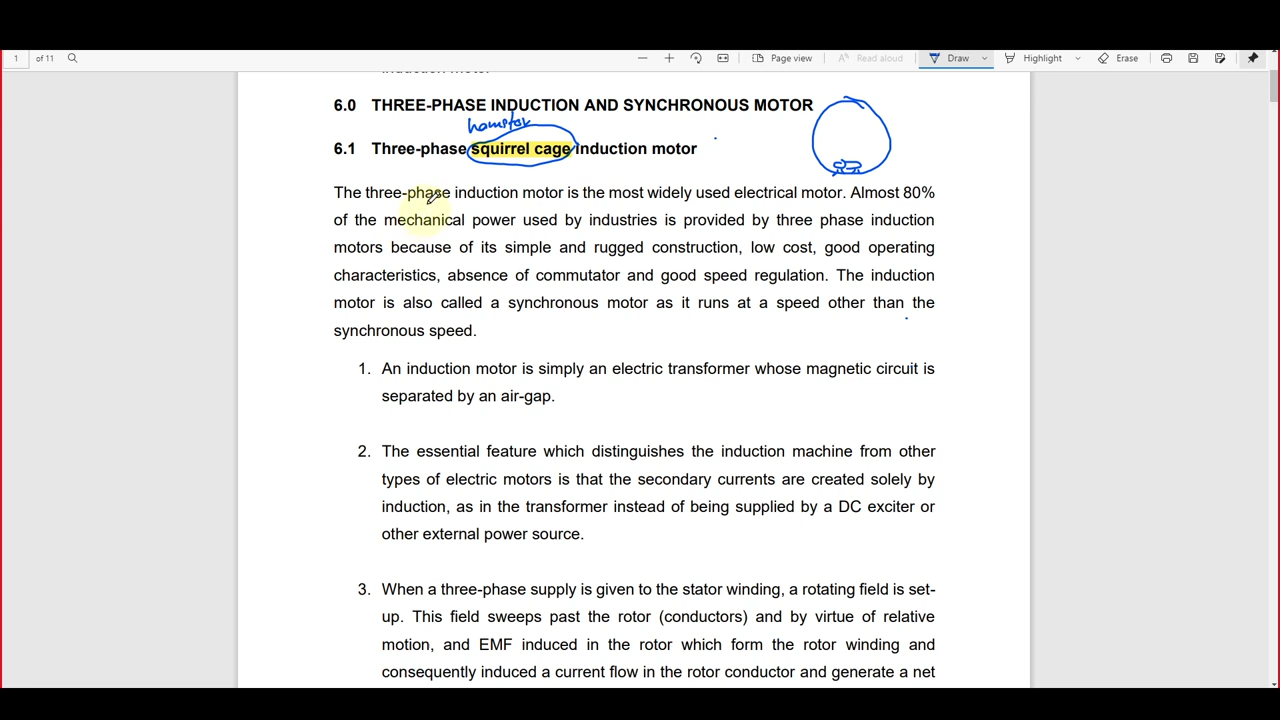 1 of 11 Page view Read aloud Draw Highlight Erase
6.0 THREE-PHASE INDUCTION AND SYNCHRONOUS MOTOR
hamster
6.1 Three-phase squirrel cage induction motor
The three-phase induction motor is the most widely used electrical motor. Almost 80%
of the mechanical power used by industries is provided by three phase induction
motors because of its simple and rugged construction, low cost, good operating
characteristics, absence of commutator and good speed regulation. The induction
motor is also called a synchronous motor as it runs at a speed other than the
synchronous speed.
1. An induction motor is simply an electric transformer whose magnetic circuit is
separated by an air-gap.
2. The essential feature which distinguishes the induction machine from other
types of electric motors is that the secondary currents are created solely by
induction, as in the transformer instead of being supplied by a DC exciter or
other external power source.
3. When a three-phase supply is given to the stator winding, a rotating field is set-
up. This field sweeps past the rotor (conductors) and by virtue of relative
motion, and EMF induced in the rotor which form the rotor winding and
consequently induced a current flow in the rotor conductor and generate a net